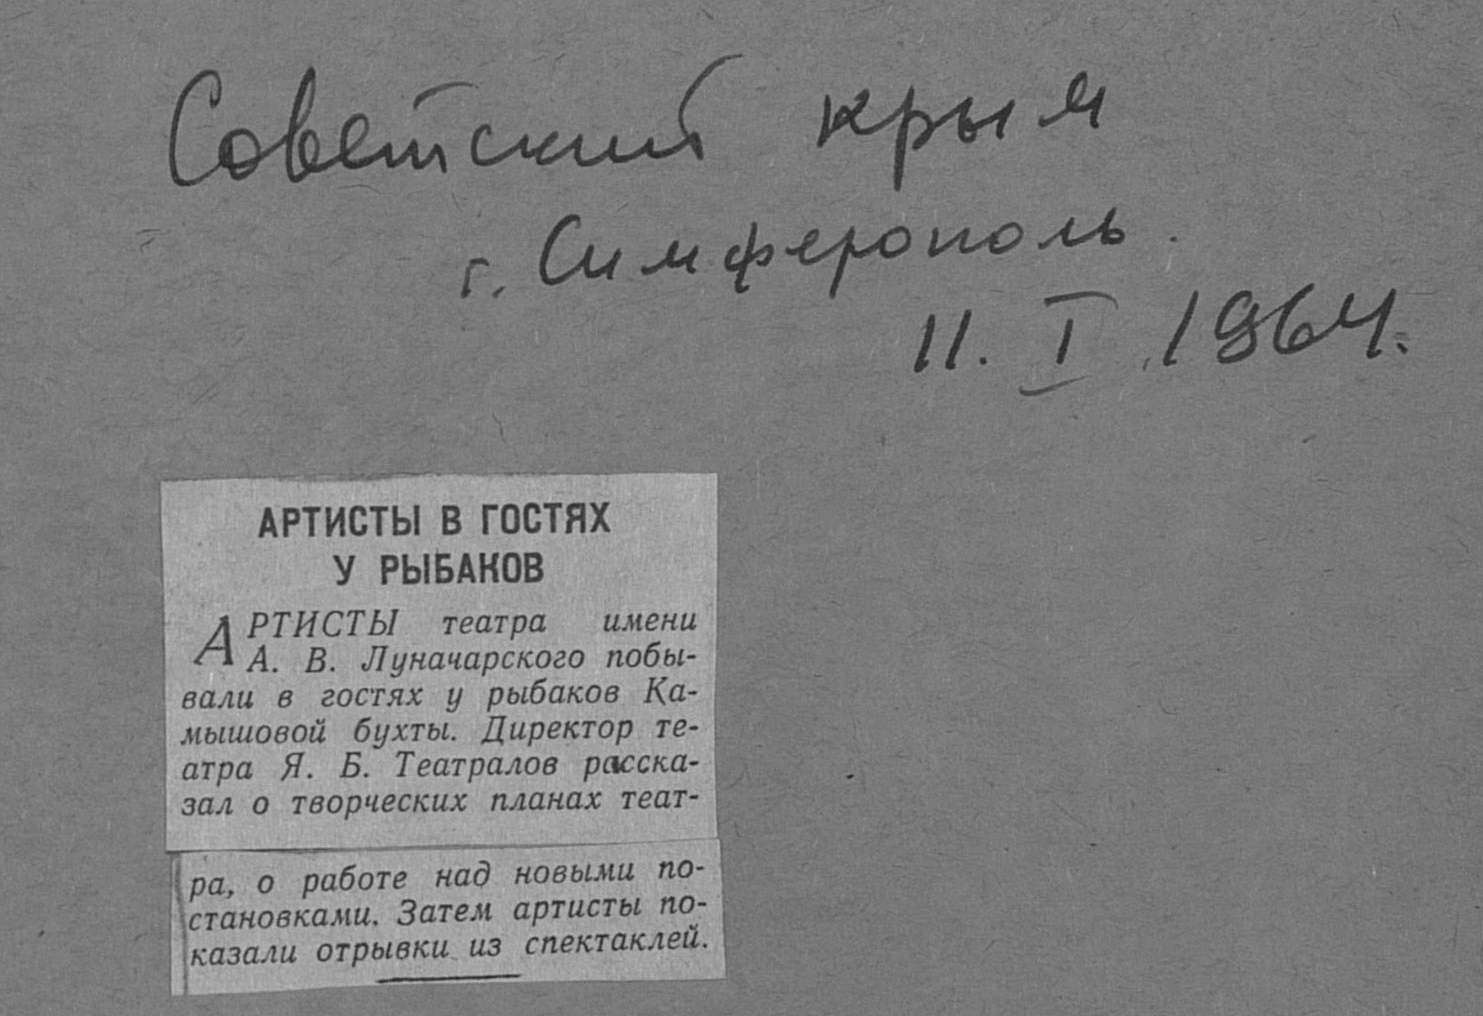 Советский крым
г. Симферополь.
11. I. 1964.
АРТИСТЫ В ГОСТЯХ
У РЫБАКОВ
АРТИСТЫ театра имени
А. В. Луначарского побы-
вали в гостях у рыбаков Ка-
мышовой бухты. Директор те-
атра Я. Б. Театралов расска-
зал о творческих планах теат-
ра, о работе над новыми по-
становками. Затем артисты по-
казали отрывки из спектаклей.